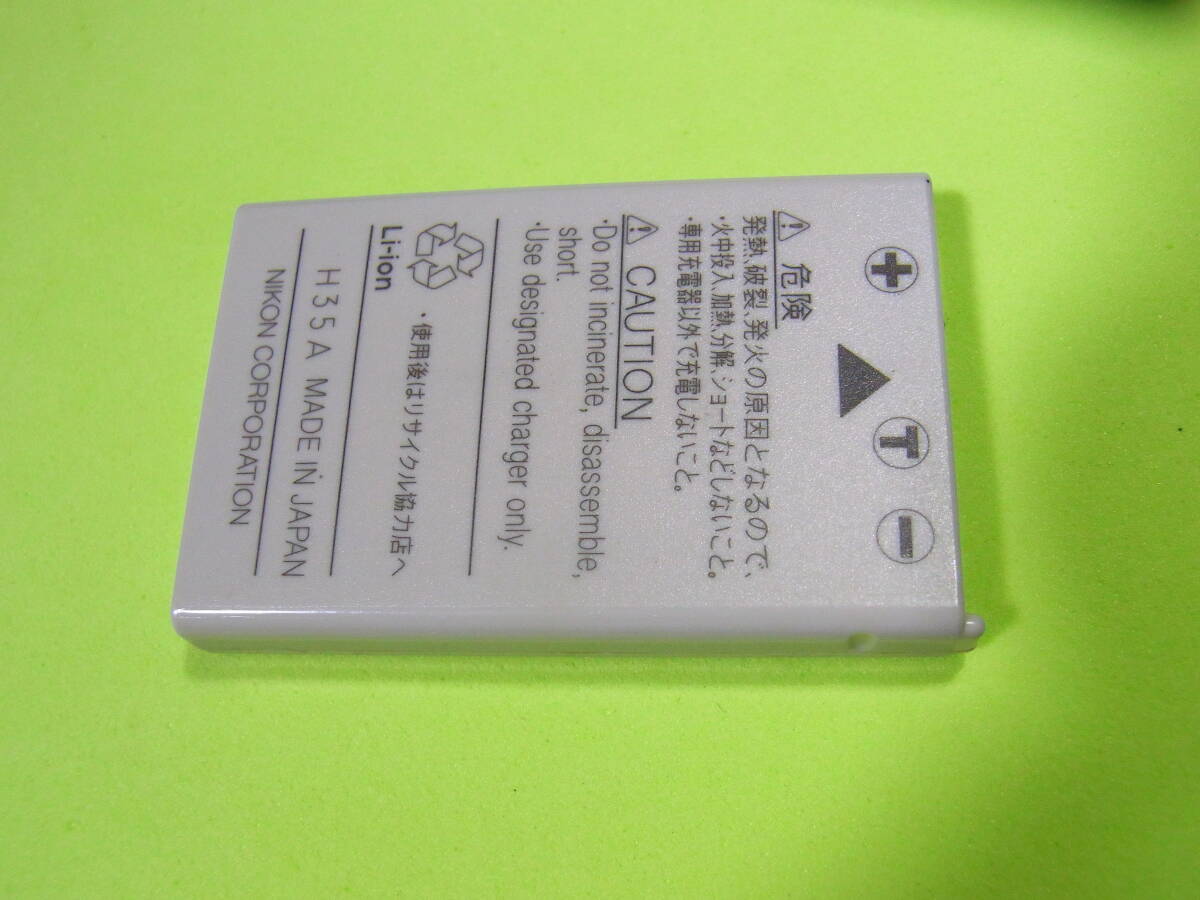 + T −
危険
発熱、破裂、発火の原因となるので、
・火中投入、加熱、分解、ショートなどしないこと。
・専用充電器以外で充電しないこと。
CAUTION
・Do not incinerate, disassemble,
short.
・Use designated charger only.
Li-ion
・使用後はリサイクル協力店へ
H35A MADE IN JAPAN
NIKON CORPORATION